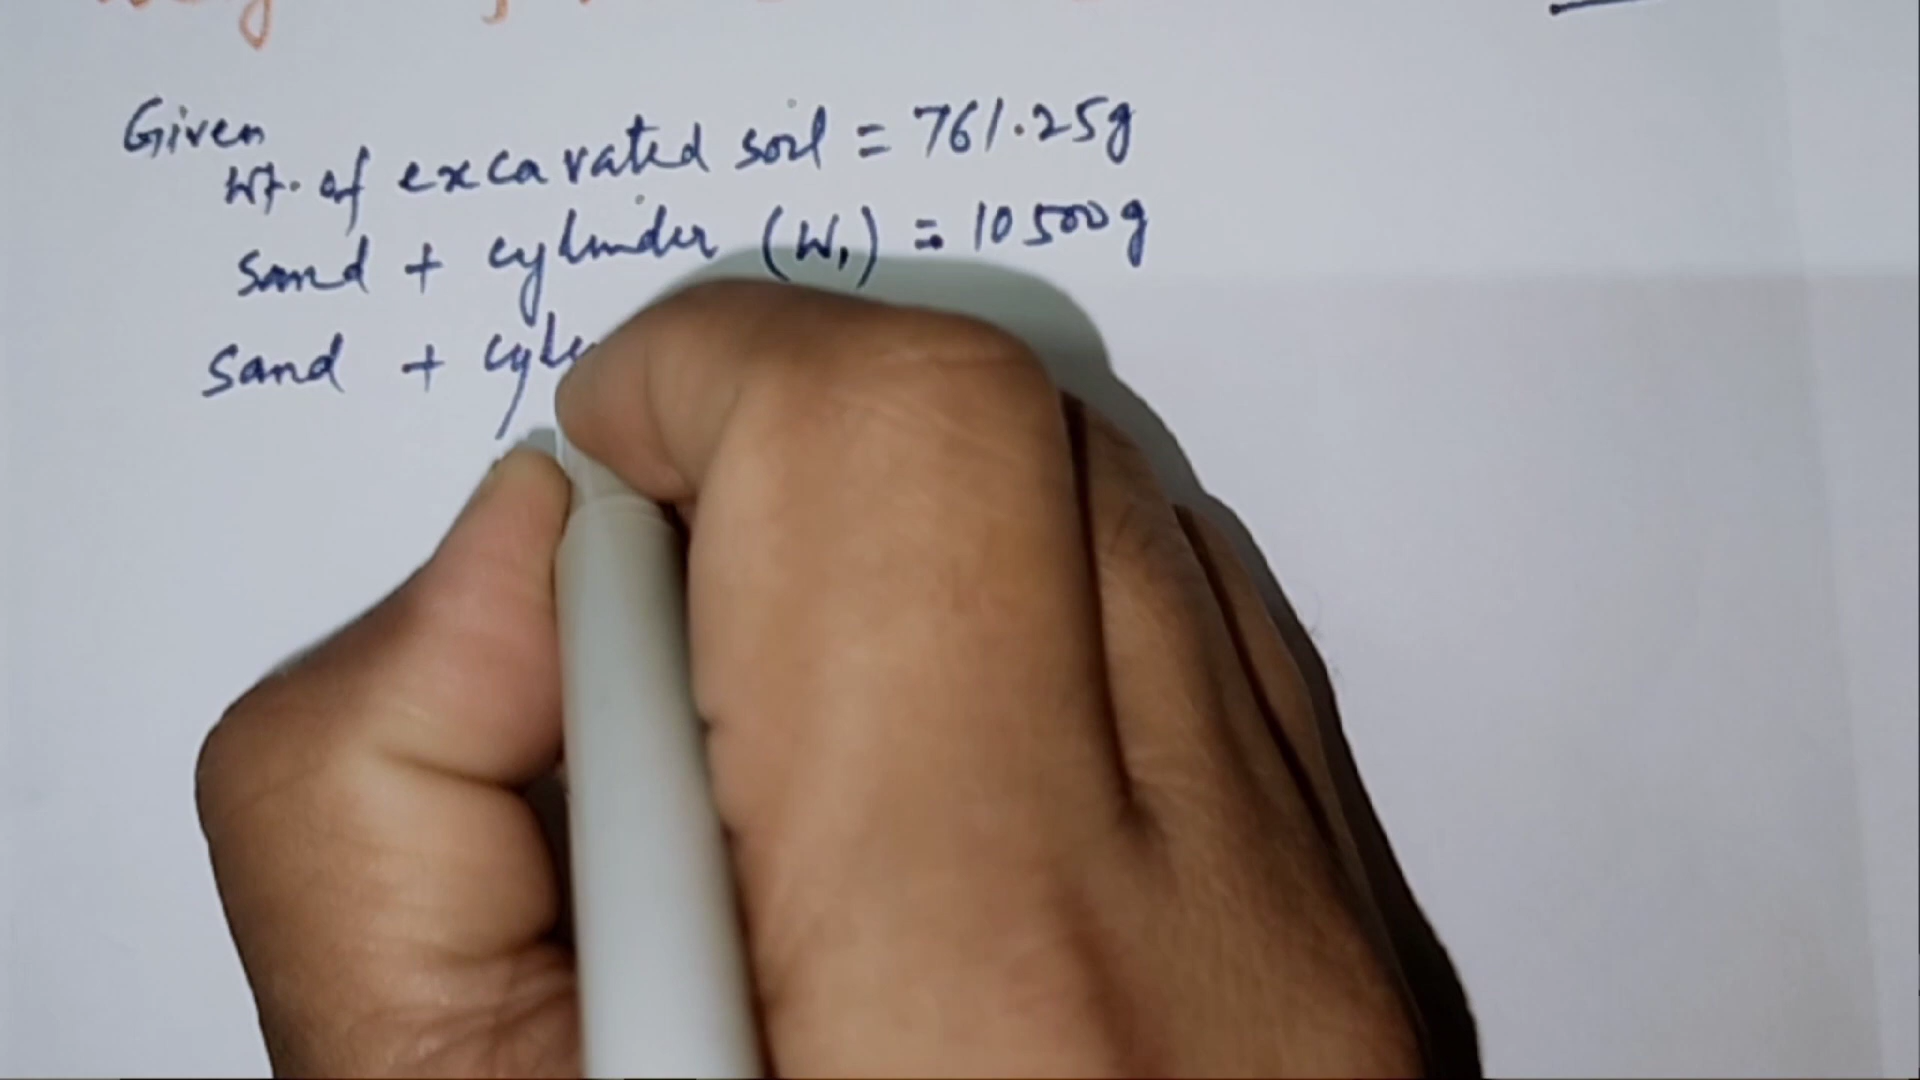 Given
Wt. of excavated soil = 761.25g
Sand + cylinder (W1) = 10500g
Sand +